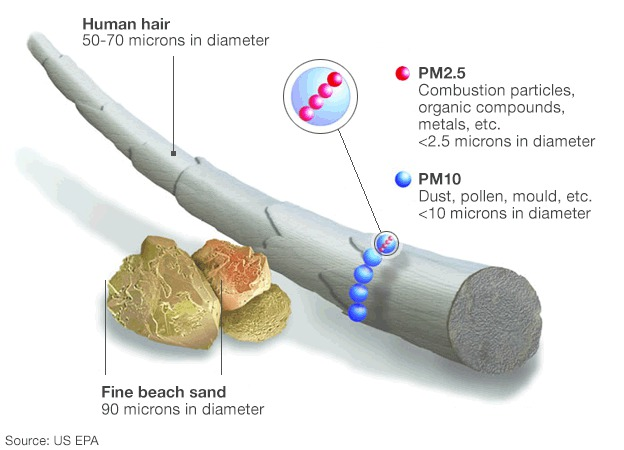 Human hair
50-70 microns in diameter
PM2.5
Combustion particles,
organic compounds,
metals, etc.
<2.5 microns in diameter
PM10
Dust, pollen, mould, etc.
<10 microns in diameter
Fine beach sand
90 microns in diameter
Source: US EPA